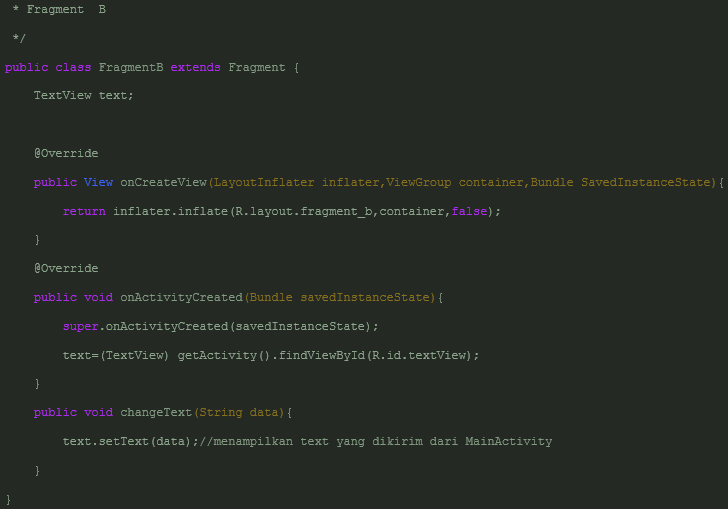 * Fragment  B
*/
public class FragmentB extends Fragment {
TextView text;
@Override
public View onCreateView(LayoutInflater inflater,ViewGroup container,Bundle SavedInstanceState){
return inflater.inflate(R.layout.fragment_b,container,false);
}
@Override
public void onActivityCreated(Bundle savedInstanceState){
super.onActivityCreated(savedInstanceState);
text=(TextView) getActivity().findViewById(R.id.textView);
}
public void changeText(String data){
text.setText(data);//menampilkan text yang dikirim dari MainActivity
}
}